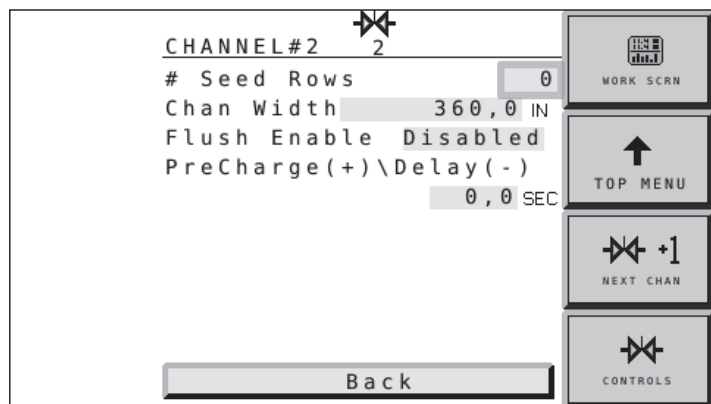 CHANNEL#2 2
# Seed Rows 0
Chan Width 360,0 IN
Flush Enable Disabled
PreCharge(+)\Delay(-)
0,0 SEC
Back
WORK SCRN
TOP MENU
+1
NEXT CHAN
CONTROLS